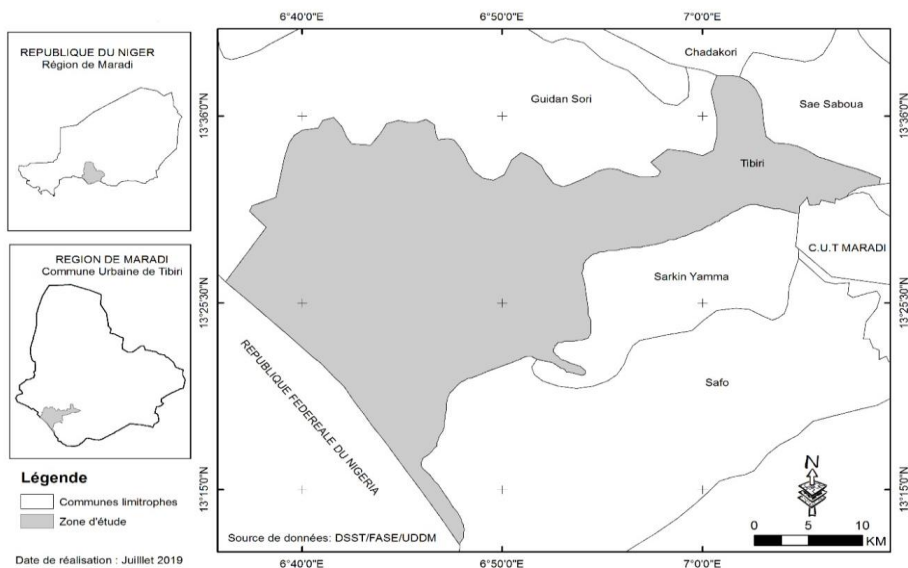 REPUBLIQUE DU NIGER
Région de Maradi
REGION DE MARADI
Commune Urbaine de Tibiri
Légende
Communes limitrophes
Zone d'étude
Date de réalisation : Juilllet 2019
6°40'0"E
6°50'0"E
7°0'0"E
13°36'0"N
13°25'30"N
13°15'0"N
Chadakori
Guidan Sori
Sae Saboua
Tibiri
C.U.T MARADI
Sarkin Yamma
Safo
REPUBLIQUE FEDEREALE DU NIGERIA
Source de données: DSST/FASE/UDDM
N
0 5 10
KM
13°36'0"N
13°25'30"N
13°15'0"N
6°40'0"E
6°50'0"E
7°0'0"E